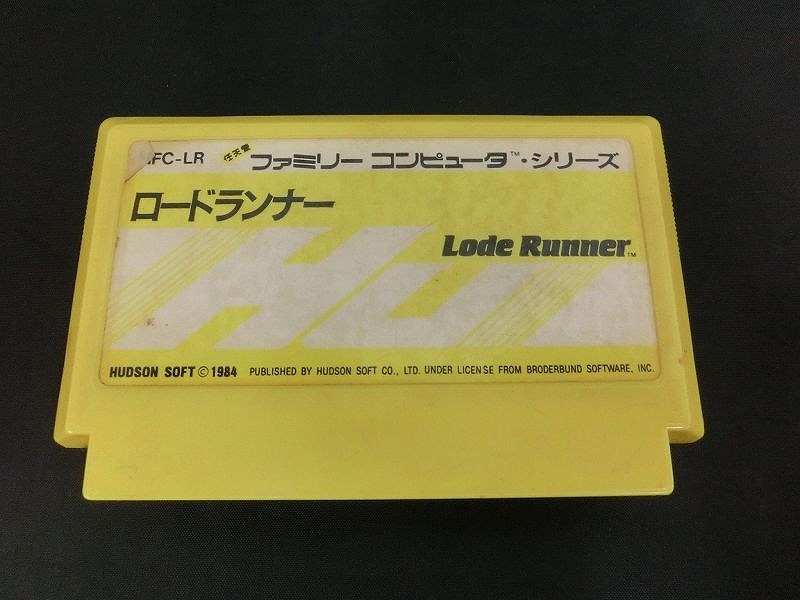 HFC-LR 任天堂 ファミリー コンピュータ™・シリーズ
ロードランナー
Lode Runner™
HU
HUDSON SOFT © 1984 PUBLISHED BY HUDSON SOFT CO., LTD. UNDER LICENSE FROM BRODERBUND SOFTWARE, INC.